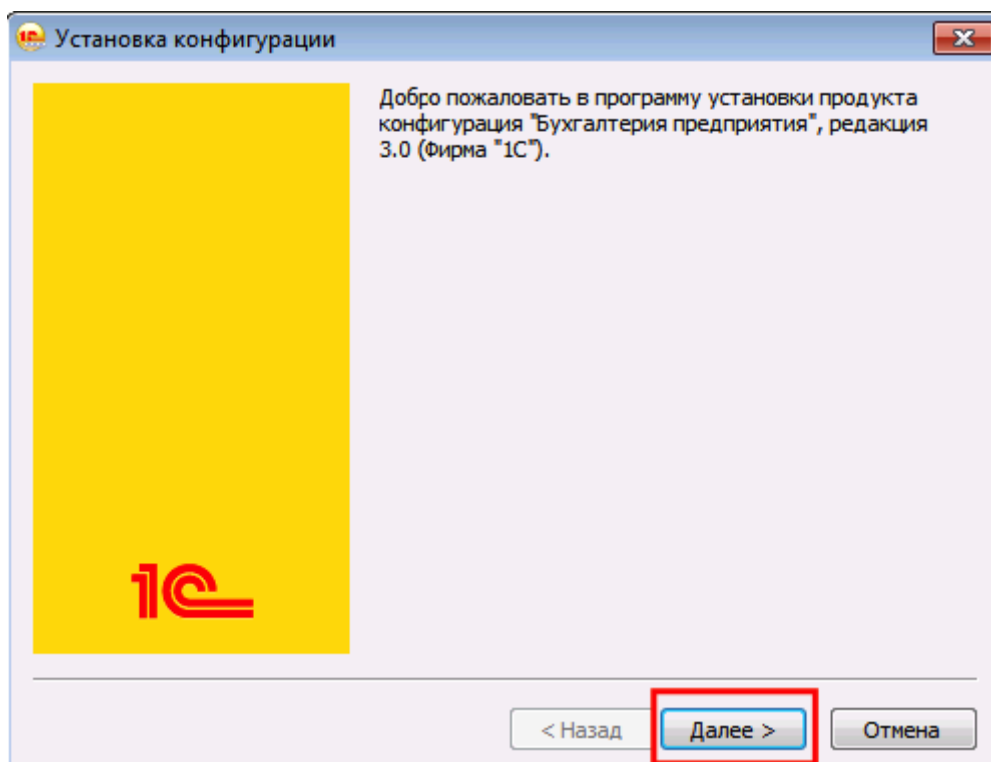 Установка конфигурации
Добро пожаловать в программу установки продукта
конфигурация "Бухгалтерия предприятия", редакция
3.0 (Фирма "1С").
1С
< Назад
Далее >
Отмена